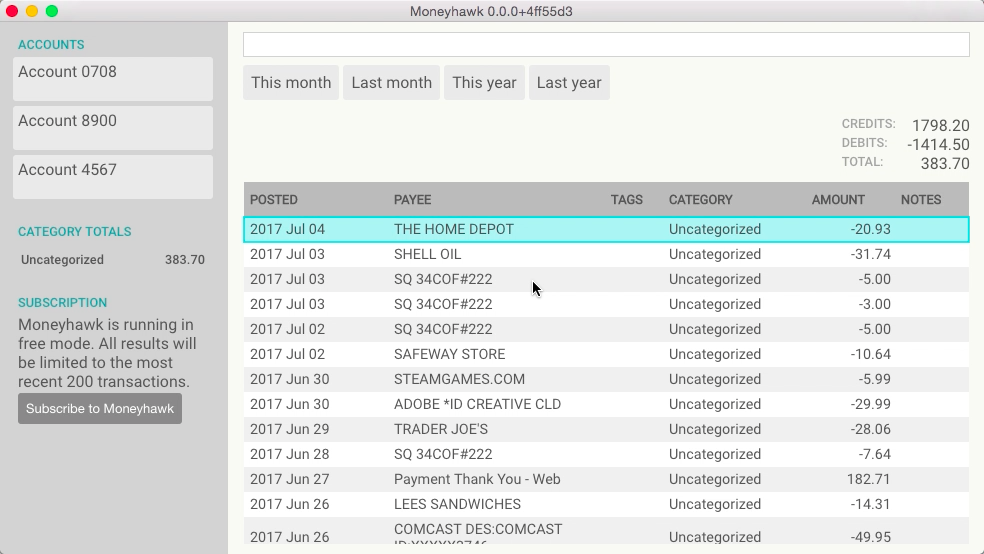 Moneyhawk 0.0.0+4ff55d3
ACCOUNTS
Account 0708
Account 8900
Account 4567
CATEGORY TOTALS
Uncategorized 383.70
SUBSCRIPTION
Moneyhawk is running in
free mode. All results will
be limited to the most
recent 200 transactions.
Subscribe to Moneyhawk
This month Last month This year Last year
CREDITS: 1798.20
DEBITS: -1414.50
TOTAL: 383.70
POSTED PAYEE TAGS CATEGORY AMOUNT NOTES
2017 Jul 04 THE HOME DEPOT Uncategorized -20.93
2017 Jul 03 SHELL OIL Uncategorized -31.74
2017 Jul 03 SQ 34COF#222 Uncategorized -5.00
2017 Jul 03 SQ 34COF#222 Uncategorized -3.00
2017 Jul 02 SQ 34COF#222 Uncategorized -5.00
2017 Jul 02 SAFEWAY STORE Uncategorized -10.64
2017 Jun 30 STEAMGAMES.COM Uncategorized -5.99
2017 Jun 30 ADOBE *ID CREATIVE CLD Uncategorized -29.99
2017 Jun 29 TRADER JOE'S Uncategorized -28.06
2017 Jun 28 SQ 34COF#222 Uncategorized -7.64
2017 Jun 27 Payment Thank You - Web Uncategorized 182.71
2017 Jun 26 LEES SANDWICHES Uncategorized -14.31
2017 Jun 26 COMCAST DES:COMCAST Uncategorized -49.95